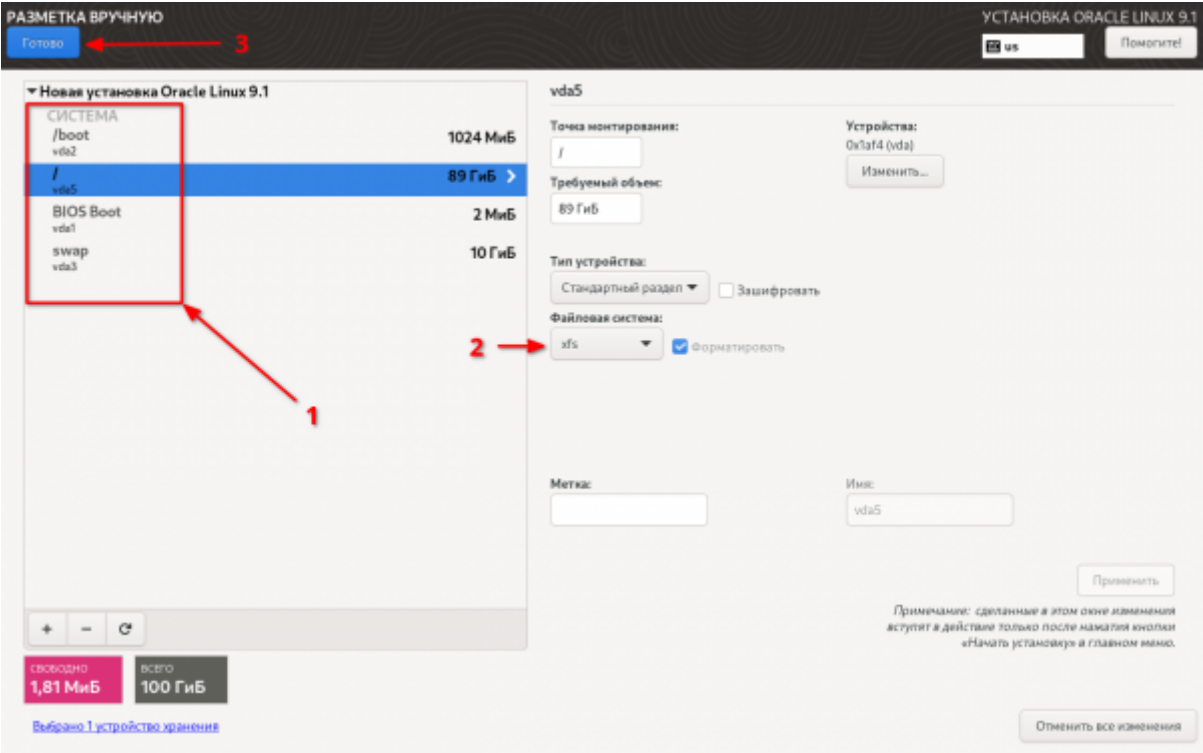 РАЗМЕТКА ВРУЧНУЮ
УСТАНОВКА ORACLE LINUX 9.1
Готово
3
us
Помогите!
Новая установка Oracle Linux 9.1
СИСТЕМА
/boot
1024 МиБ
vda2
/
89 ГиБ
vda5
BIOS Boot
2 МиБ
vda1
swap
10 ГиБ
vda3
1
vda5
Точка монтирования:
/
Устройства:
0x1af4 (vda)
Изменить...
Требуемый объем:
89 ГиБ
Тип устройства:
Стандартный раздел
Зашифровать
Файловая система:
2
xfs
Форматировать
Метка:
Имя:
vda5
Применить
Примечание: сделанные в этом окне изменения
вступят в действие только после нажатия кнопки
«Начать установку» в главном меню.
+ −
СВОБОДНО
1,81 МиБ
ВСЕГО
100 ГиБ
Выбрано 1 устройство хранения
Отменить все изменения